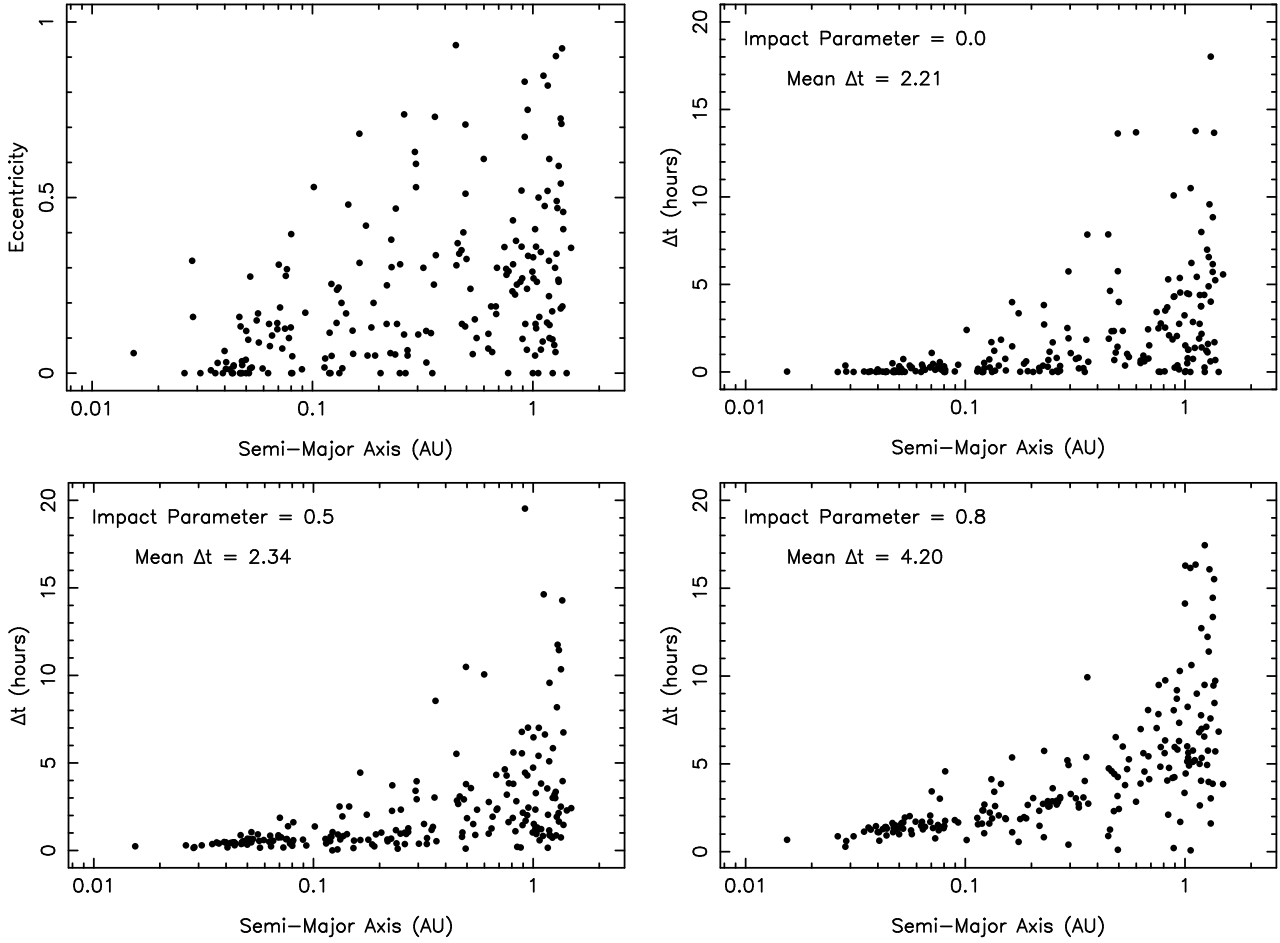 1
0.5
0
Eccentricity
0.01 0.1 1
Semi-Major Axis (AU)
20
15
10
5
0
Δt (hours)
Impact Parameter = 0.0
Mean Δt = 2.21
0.01 0.1 1
Semi-Major Axis (AU)
20
15
10
5
0
Δt (hours)
Impact Parameter = 0.5
Mean Δt = 2.34
0.01 0.1 1
Semi-Major Axis (AU)
20
15
10
5
0
Δt (hours)
Impact Parameter = 0.8
Mean Δt = 4.20
0.01 0.1 1
Semi-Major Axis (AU)